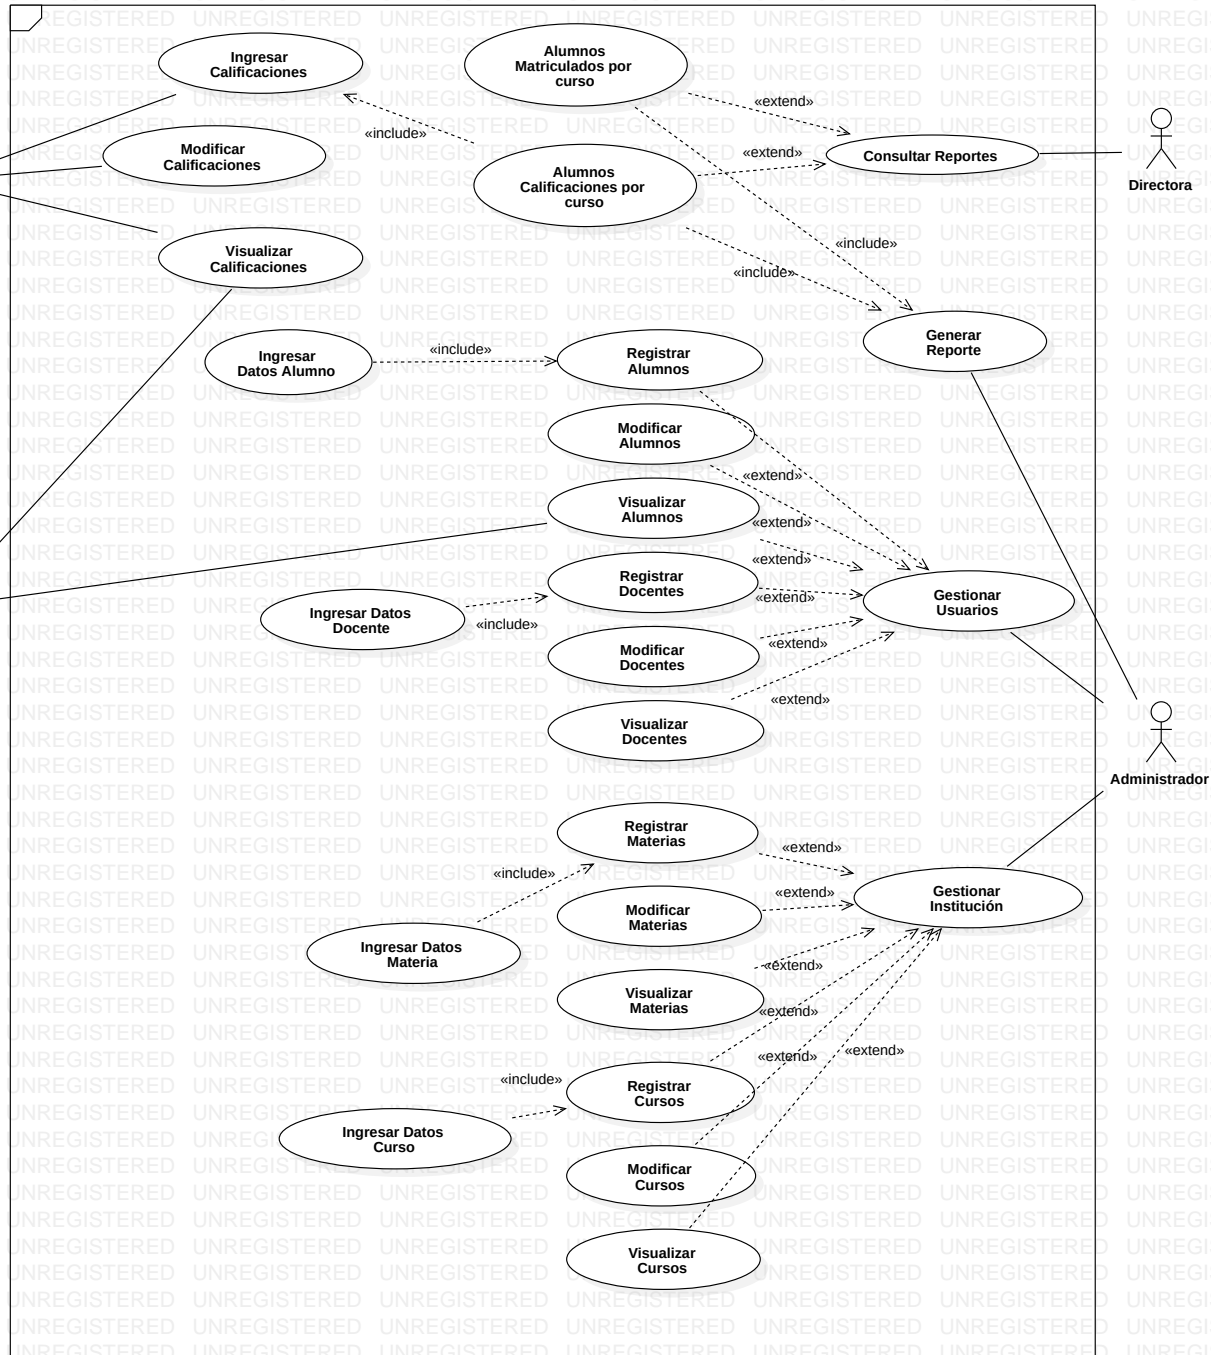 Ingresar
Calificaciones
Alumnos
Matriculados por
curso
«extend»
«include»
Modificar
Calificaciones
«extend»
Consultar Reportes
Alumnos
Calificaciones por
curso
Directora
Visualizar
Calificaciones
«include»
«include»
Generar
Reporte
Ingresar
Datos Alumno
«include»
Registrar
Alumnos
Modificar
Alumnos
«extend»
Visualizar
Alumnos
«extend»
«extend»
Registrar
Docentes
«extend»
Gestionar
Usuarios
Ingresar Datos
Docente
«include»
Modificar
Docentes
«extend»
«extend»
Visualizar
Docentes
Administrador
Registrar
Materias
«extend»
«include»
Modificar
Materias
«extend»
Gestionar
Institución
Ingresar Datos
Materia
«extend»
Visualizar
Materias
«extend»
«extend»
«extend»
«include»
Registrar
Cursos
Ingresar Datos
Curso
Modificar
Cursos
Visualizar
Cursos
UNREGISTERED